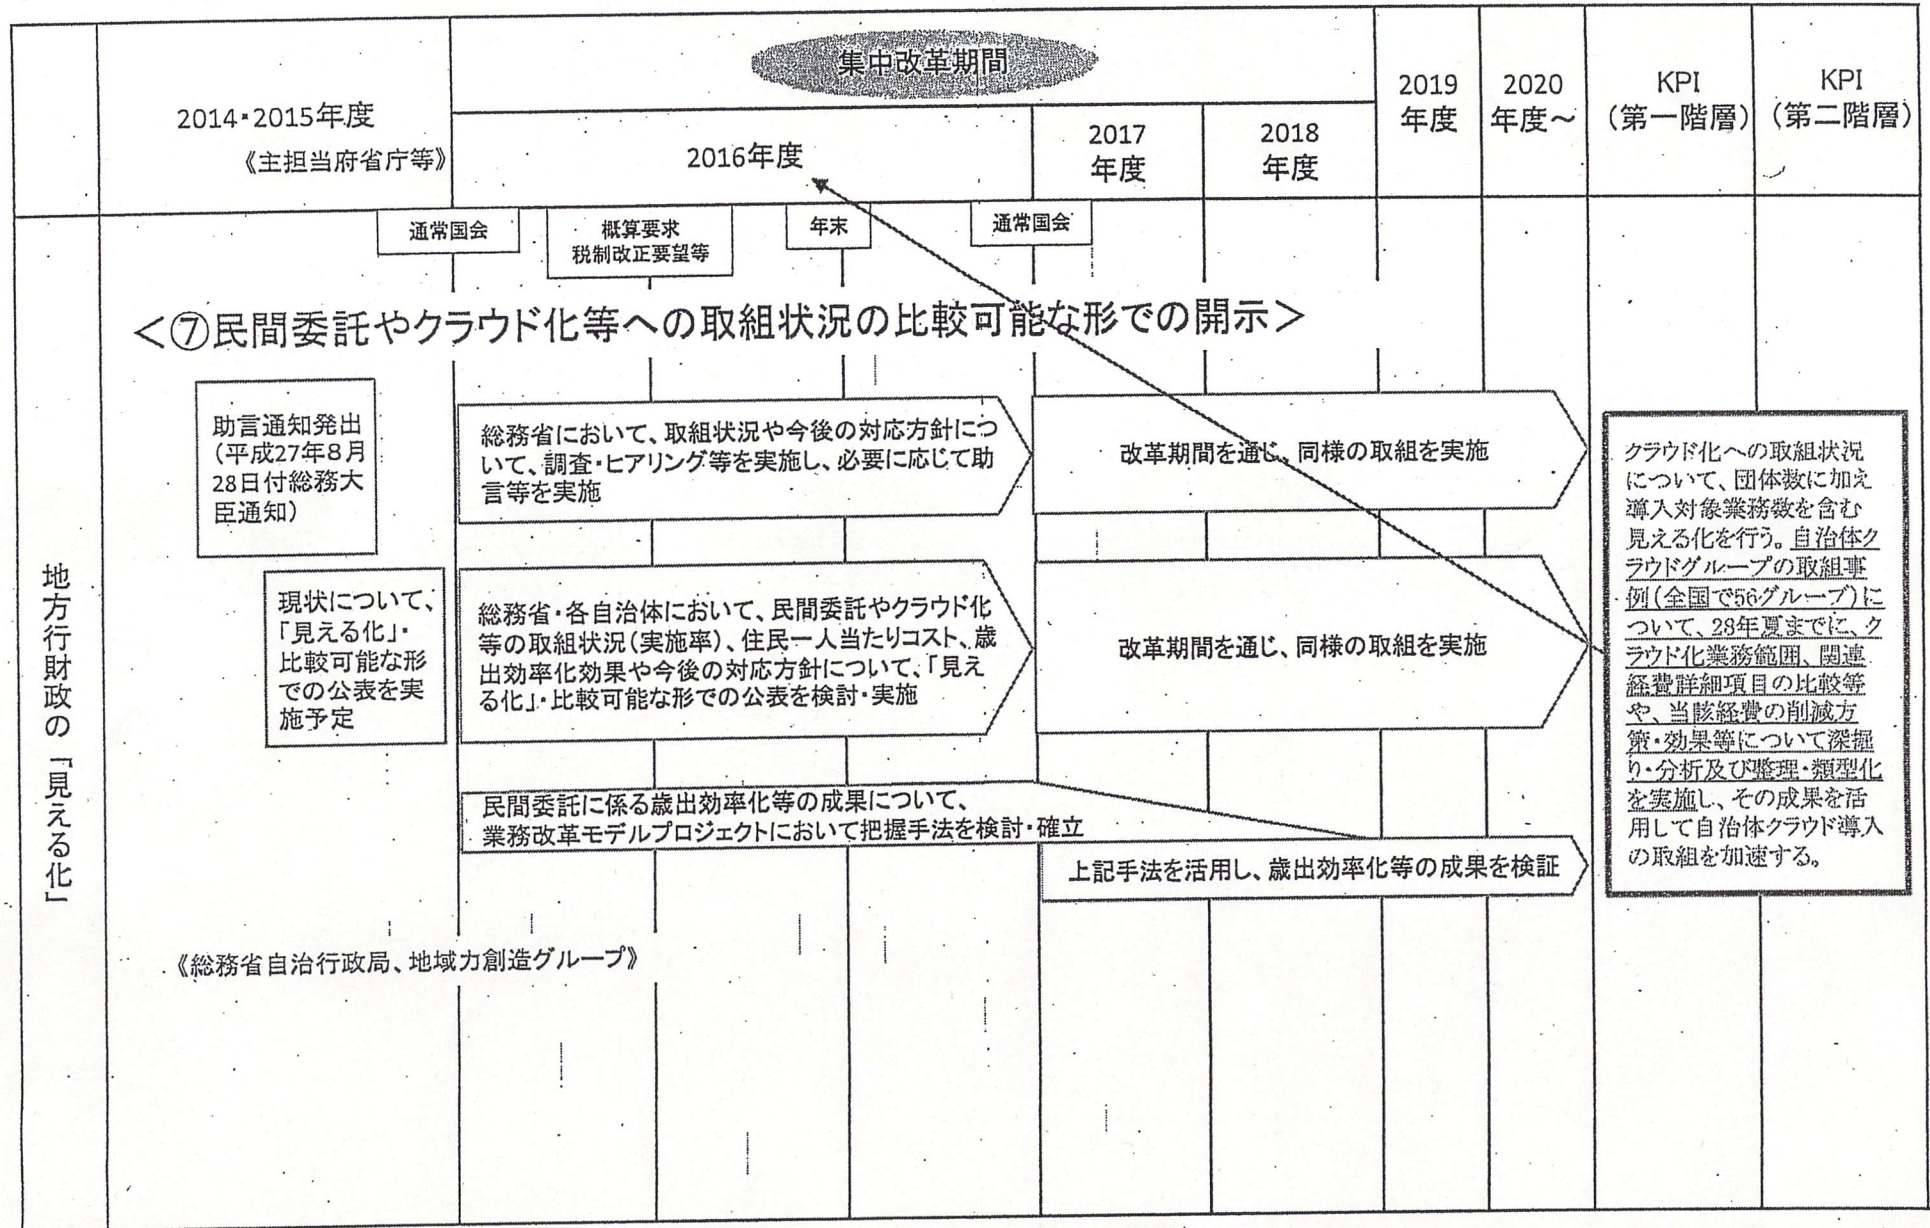 集中改革期間
2014・2015年度
《主担当府省庁等》
2016年度
2017
年度
2018
年度
2019
年度
2020
年度～
KPI
（第一階層）
KPI
（第二階層）
通常国会
概算要求
税制改正要望等
年末
通常国会
地方行財政の「見える化」
＜⑦民間委託やクラウド化等への取組状況の比較可能な形での開示＞
助言通知発出
（平成27年8月
28日付総務大
臣通知）
総務省において、取組状況や今後の対応方針につ
いて、調査・ヒアリング等を実施し、必要に応じて助
言等を実施
改革期間を通じ、同様の取組を実施
現状について、
「見える化」・
比較可能な形
での公表を実
施予定
総務省・各自治体において、民間委託やクラウド化
等の取組状況（実施率）、住民一人当たりコスト、歳
出効率化効果や今後の対応方針について、「見え
る化」・比較可能な形での公表を検討・実施
改革期間を通じ、同様の取組を実施
民間委託に係る歳出効率化等の成果について、
業務改革モデルプロジェクトにおいて把握手法を検討・確立
上記手法を活用し、歳出効率化等の成果を検証
クラウド化への取組状況
について、団体数に加え
導入対象業務数を含む
見える化を行う。自治体ク
ラウドグループの取組事
例（全国で56グループ）に
ついて、28年夏までに、ク
ラウド化業務範囲、関連
経費詳細項目の比較等
や、当該経費の削減方
策・効果等について深掘
り・分析及び整理・類型化
を実施し、その成果を活
用して自治体クラウド導入
の取組を加速する。
《総務省自治行政局、地域力創造グループ》